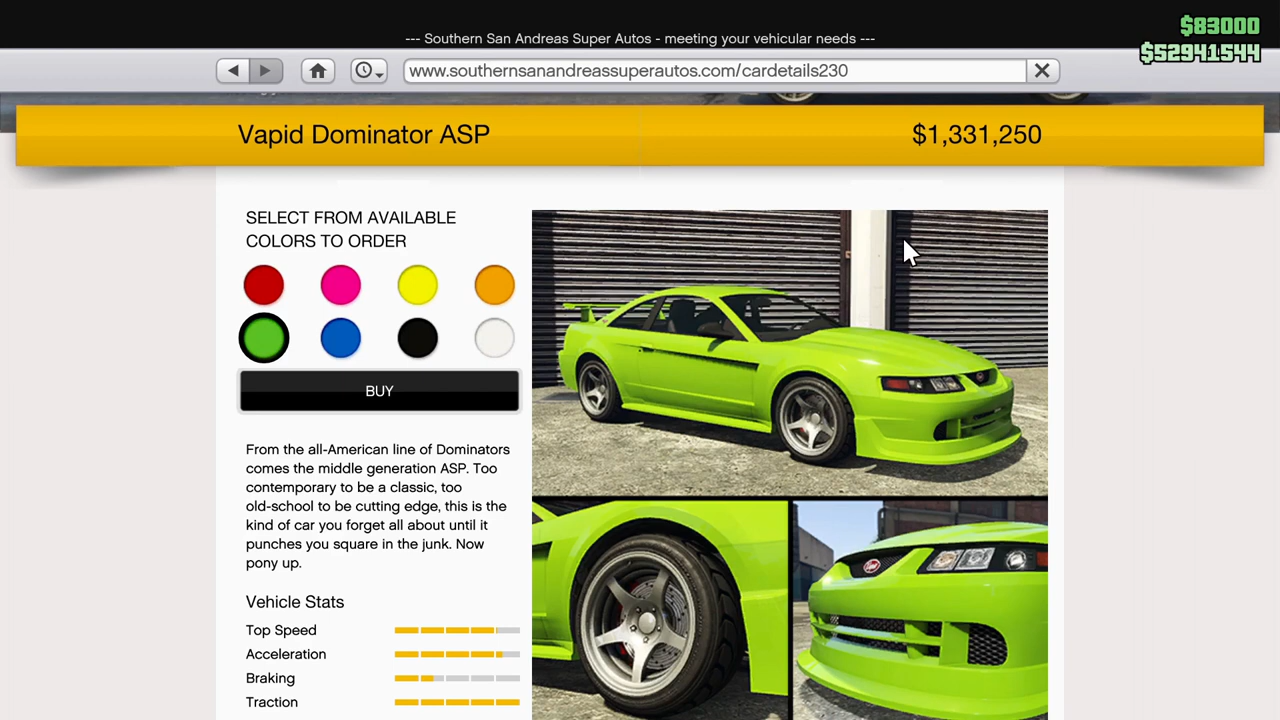 $83000
--- Southern San Andreas Super Autos - meeting your vehicular needs ---
$52941544
www.southernsanandreassuperautos.com/cardetails230
Vapid Dominator ASP
$1,331,250
SELECT FROM AVAILABLE
COLORS TO ORDER
BUY
From the all-American line of Dominators
comes the middle generation ASP. Too
contemporary to be a classic, too
old-school to be cutting edge, this is the
kind of car you forget all about until it
punches you square in the junk. Now
pony up.
Vehicle Stats
Top Speed
Acceleration
Braking
Traction